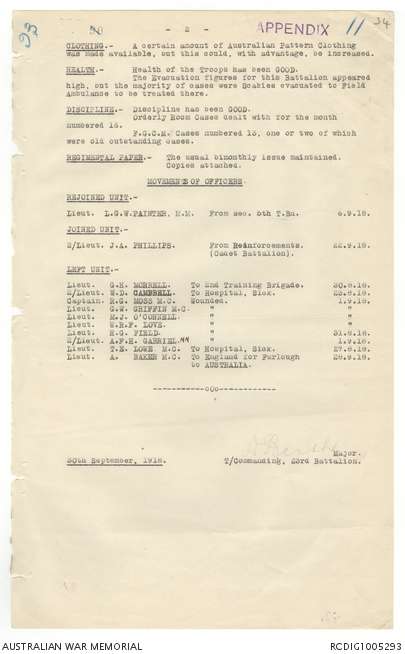 - 2 -
APPENDIX 11
34
CLOTHING.- A certain amount of Australian Pattern Clothing
was made available, but this could, with advantage, be increased.
HEALTH.- Health of the Troops has been GOOD.
The Evacuation figures for this Battalion appeared
high, but the majority of cases were Scabies evacuated to Field
Ambulance to be treated there.
DISCIPLINE.- Discipline has been GOOD.
Orderly Room Cases dealt with for the month
numbered 16.
F.G.C.M. Cases numbered 13, one or two of which
were old outstanding cases.
REGIMENTAL PAPER.- The usual bimonthly issue maintained.
Copies attached.
MOVEMENTS OF OFFICERS.
REJOINED UNIT.-
Lieut. L.G.W.PAINTER, M.M. From sec. 5th T.Bn. 6.9.18.
JOINED UNIT.-
2/Lieut. J.A. PHILLIPS. From Reinforcements. 22.9.18.
(Cadet Battalion).
LEFT UNIT.-
Lieut. G.H. MORRELL. To 2nd Training Brigade. 30.8.18.
2/Lieut. W.D. CAMPBELL. To Hospital, Sick. 23.8.18.
Captain. R.G. MOSS M.C. Wounded. 1.9.18.
Lieut. G.W. GRIFFIN M.C. " "
Lieut. M.J. O'CONNELL. " "
Lieut. W.R.F. LOVE. " "
Lieut. H.G. FIELD. " 31.8.18.
2/Lieut. A.F.H. GABRIEL. MM " 1.9.18.
Lieut. T.E. LOWE M.C. To Hospital, Sick. 27.8.18.
Lieut. A. BAKER M.C. To England for Furlough 28.9.18.
to AUSTRALIA.
-----------oOo------------
Major.
30th September, 1918. T/Commanding, 23rd Battalion.
AUSTRALIAN WAR MEMORIAL RCDIG1005293